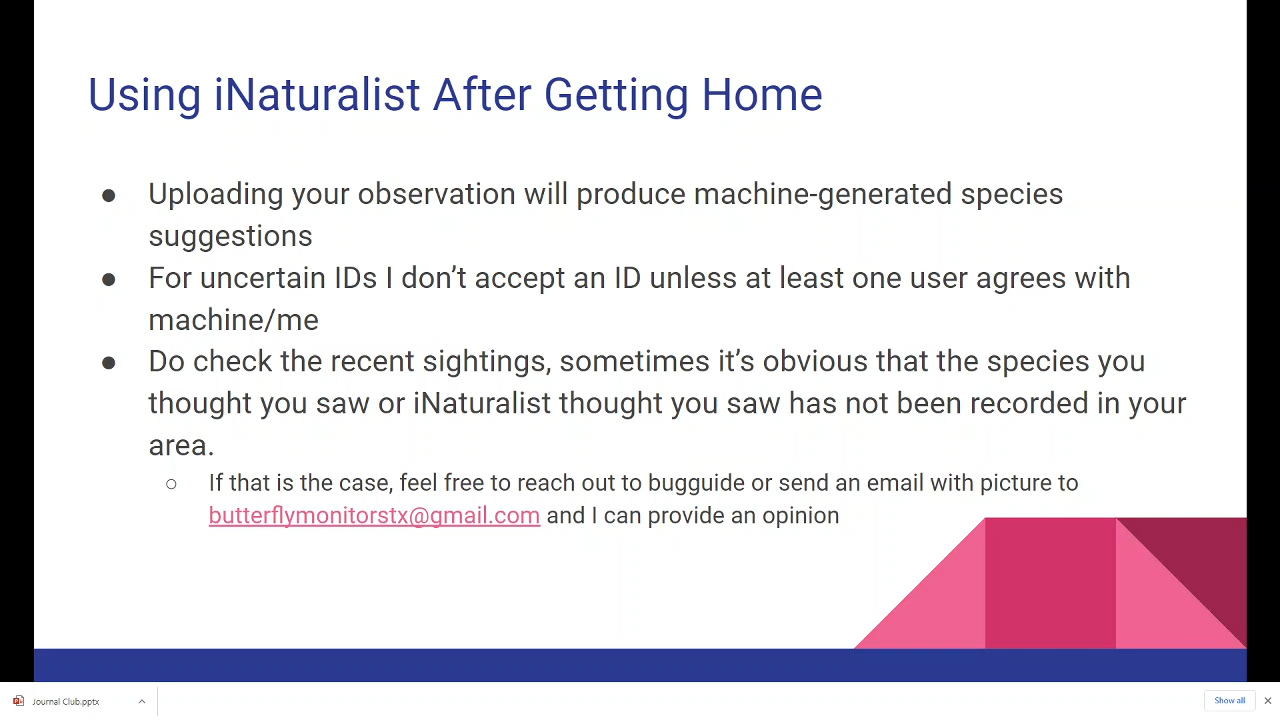 Using iNaturalist After Getting Home
● Uploading your observation will produce machine-generated species
suggestions
● For uncertain IDs I don’t accept an ID unless at least one user agrees with
machine/me
● Do check the recent sightings, sometimes it’s obvious that the species you
thought you saw or iNaturalist thought you saw has not been recorded in your
area.
○ If that is the case, feel free to reach out to bugguide or send an email with picture to
butterflymonitorstx@gmail.com and I can provide an opinion
Journal Club.pptx
Show all